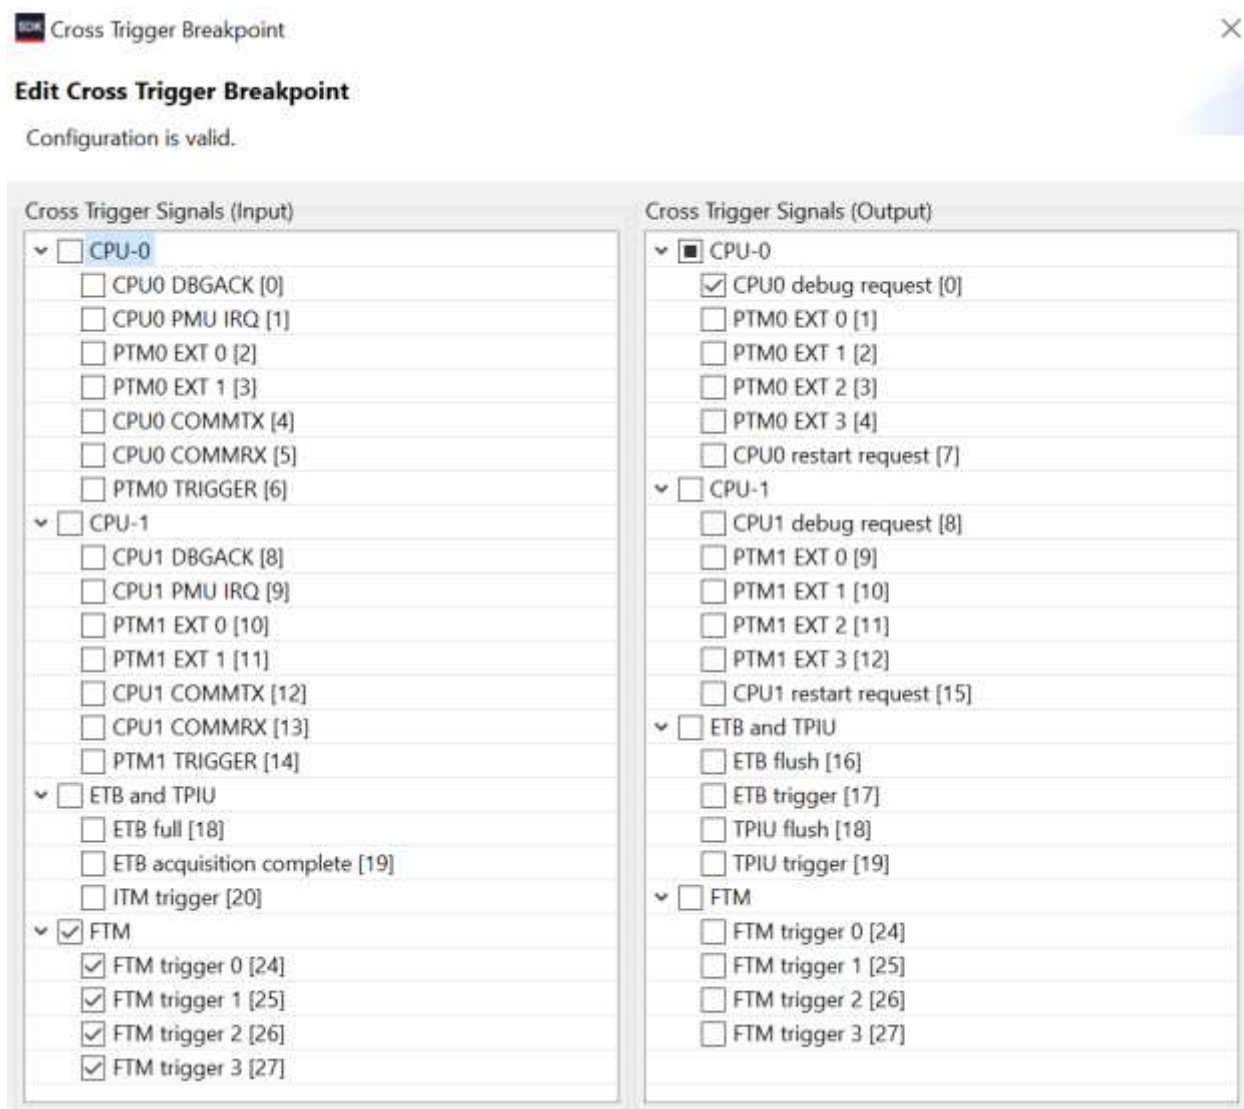 SDK Cross Trigger Breakpoint
Edit Cross Trigger Breakpoint
Configuration is valid.
Cross Trigger Signals (Input)
CPU-0
CPU0 DBGACK [0]
CPU0 PMU IRQ [1]
PTM0 EXT 0 [2]
PTM0 EXT 1 [3]
CPU0 COMMTX [4]
CPU0 COMMRX [5]
PTM0 TRIGGER [6]
CPU-1
CPU1 DBGACK [8]
CPU1 PMU IRQ [9]
PTM1 EXT 0 [10]
PTM1 EXT 1 [11]
CPU1 COMMTX [12]
CPU1 COMMRX [13]
PTM1 TRIGGER [14]
ETB and TPIU
ETB full [18]
ETB acquisition complete [19]
ITM trigger [20]
FTM
FTM trigger 0 [24]
FTM trigger 1 [25]
FTM trigger 2 [26]
FTM trigger 3 [27]
Cross Trigger Signals (Output)
CPU-0
CPU0 debug request [0]
PTM0 EXT 0 [1]
PTM0 EXT 1 [2]
PTM0 EXT 2 [3]
PTM0 EXT 3 [4]
CPU0 restart request [7]
CPU-1
CPU1 debug request [8]
PTM1 EXT 0 [9]
PTM1 EXT 1 [10]
PTM1 EXT 2 [11]
PTM1 EXT 3 [12]
CPU1 restart request [15]
ETB and TPIU
ETB flush [16]
ETB trigger [17]
TPIU flush [18]
TPIU trigger [19]
FTM
FTM trigger 0 [24]
FTM trigger 1 [25]
FTM trigger 2 [26]
FTM trigger 3 [27]